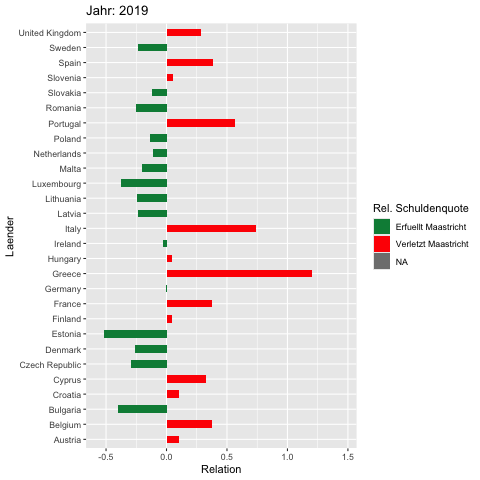 Jahr: 2019
United Kingdom
Sweden
Spain
Slovenia
Slovakia
Romania
Portugal
Poland
Netherlands
Malta
Luxembourg
Lithuania
Latvia
Italy
Ireland
Hungary
Greece
Germany
France
Finland
Estonia
Denmark
Czech Republic
Cyprus
Croatia
Bulgaria
Belgium
Austria
Laender
-0.5 0.0 0.5 1.0 1.5
Relation
Rel. Schuldenquote
Erfuellt Maastricht
Verletzt Maastricht
NA